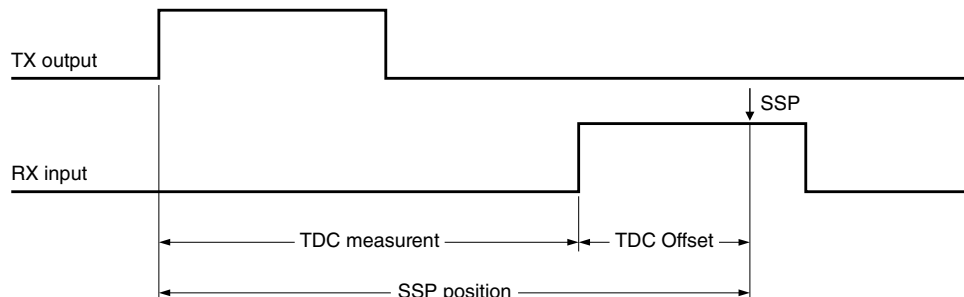 TX output
SSP
RX input
TDC measurent
TDC Offset
SSP position